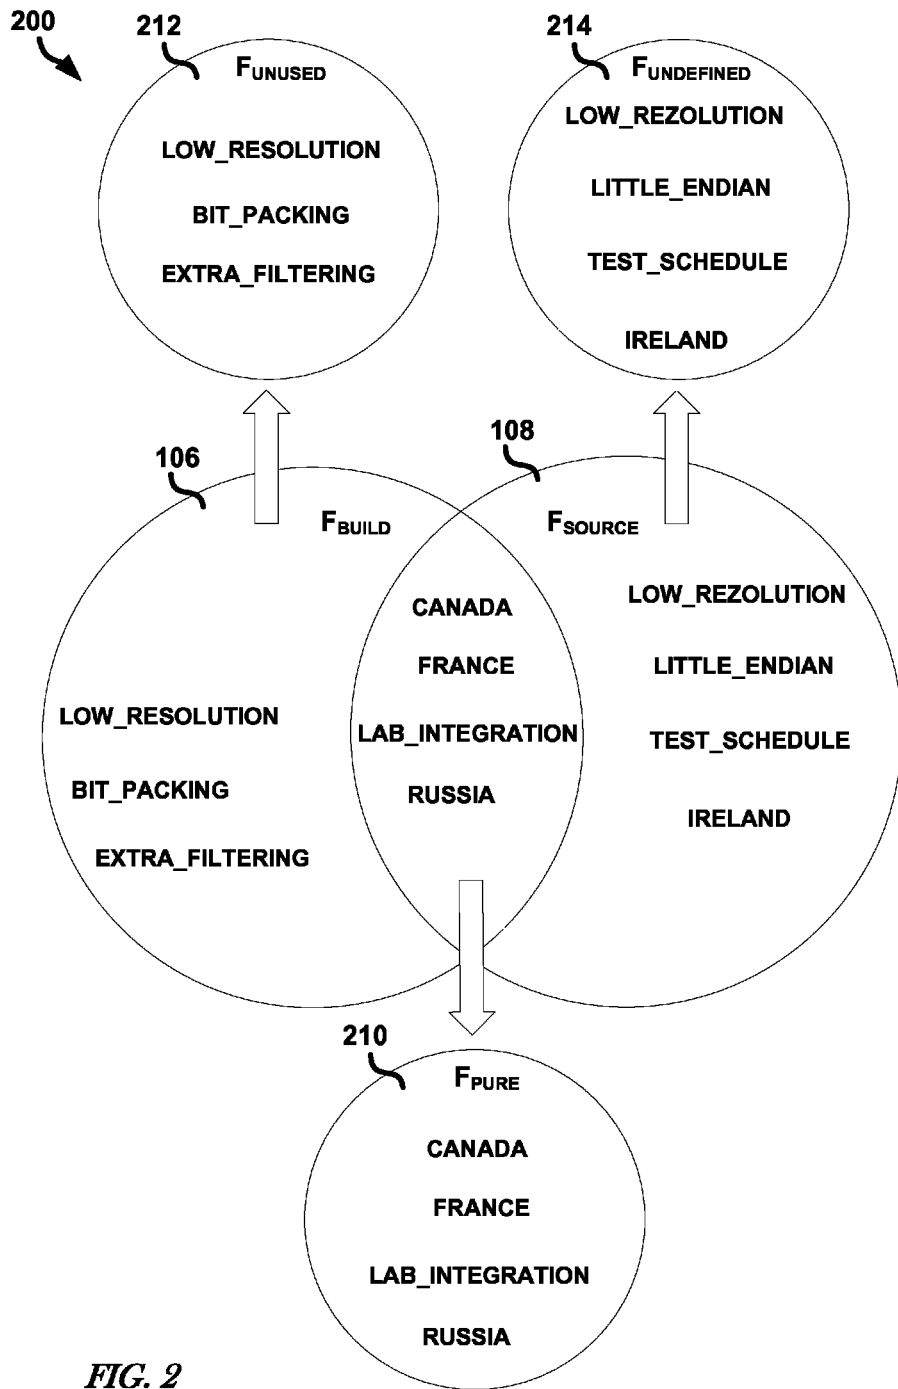 200
212
214
FUNUSED
FUNDEFINED
LOW_RESOLUTION
BIT_PACKING
EXTRA_FILTERING
LOW_REZOLUTION
LITTLE_ENDIAN
TEST_SCHEDULE
IRELAND
106
108
FBUILD
FSOURCE
LOW_RESOLUTION
BIT_PACKING
EXTRA_FILTERING
CANADA
FRANCE
LAB_INTEGRATION
RUSSIA
LOW_REZOLUTION
LITTLE_ENDIAN
TEST_SCHEDULE
IRELAND
210
FPURE
CANADA
FRANCE
LAB_INTEGRATION
RUSSIA
FIG. 2